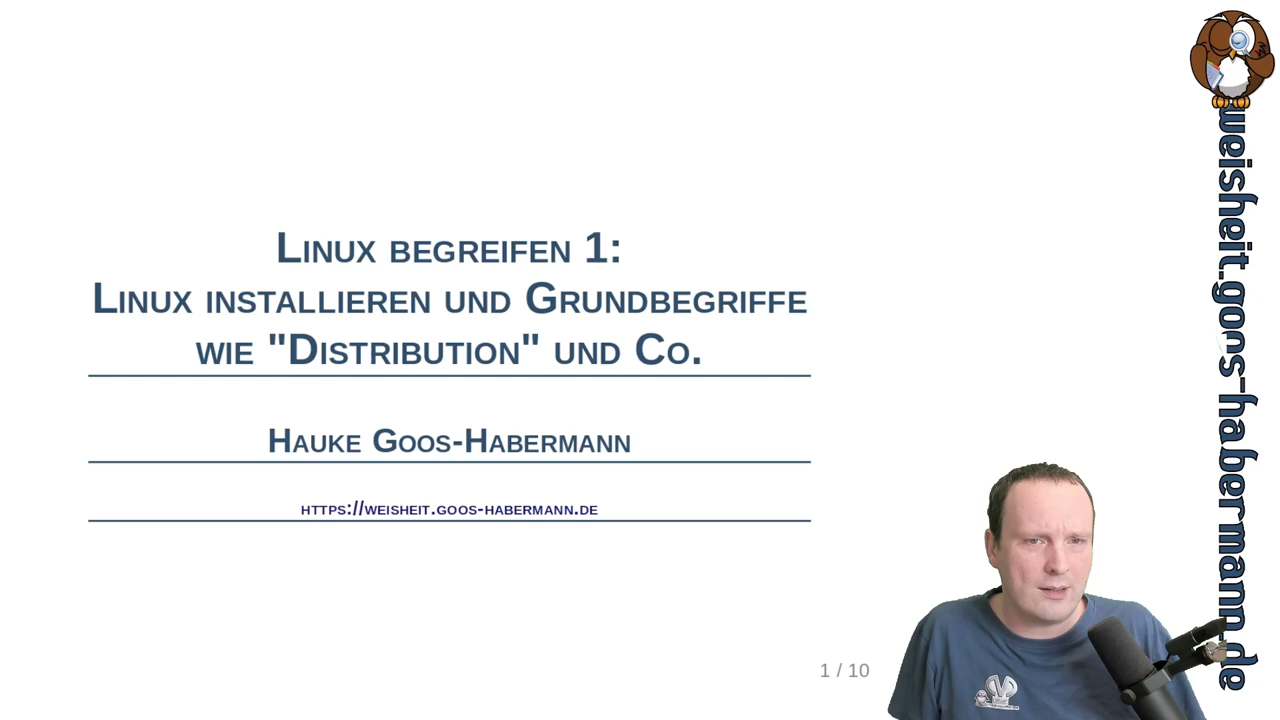 Linux begreifen 1:
Linux installieren und Grundbegriffe
wie "Distribution" und Co.
Hauke Goos-Habermann
https://weisheit.goos-habermann.de
1 / 10
weisheit.goos-habermann.de